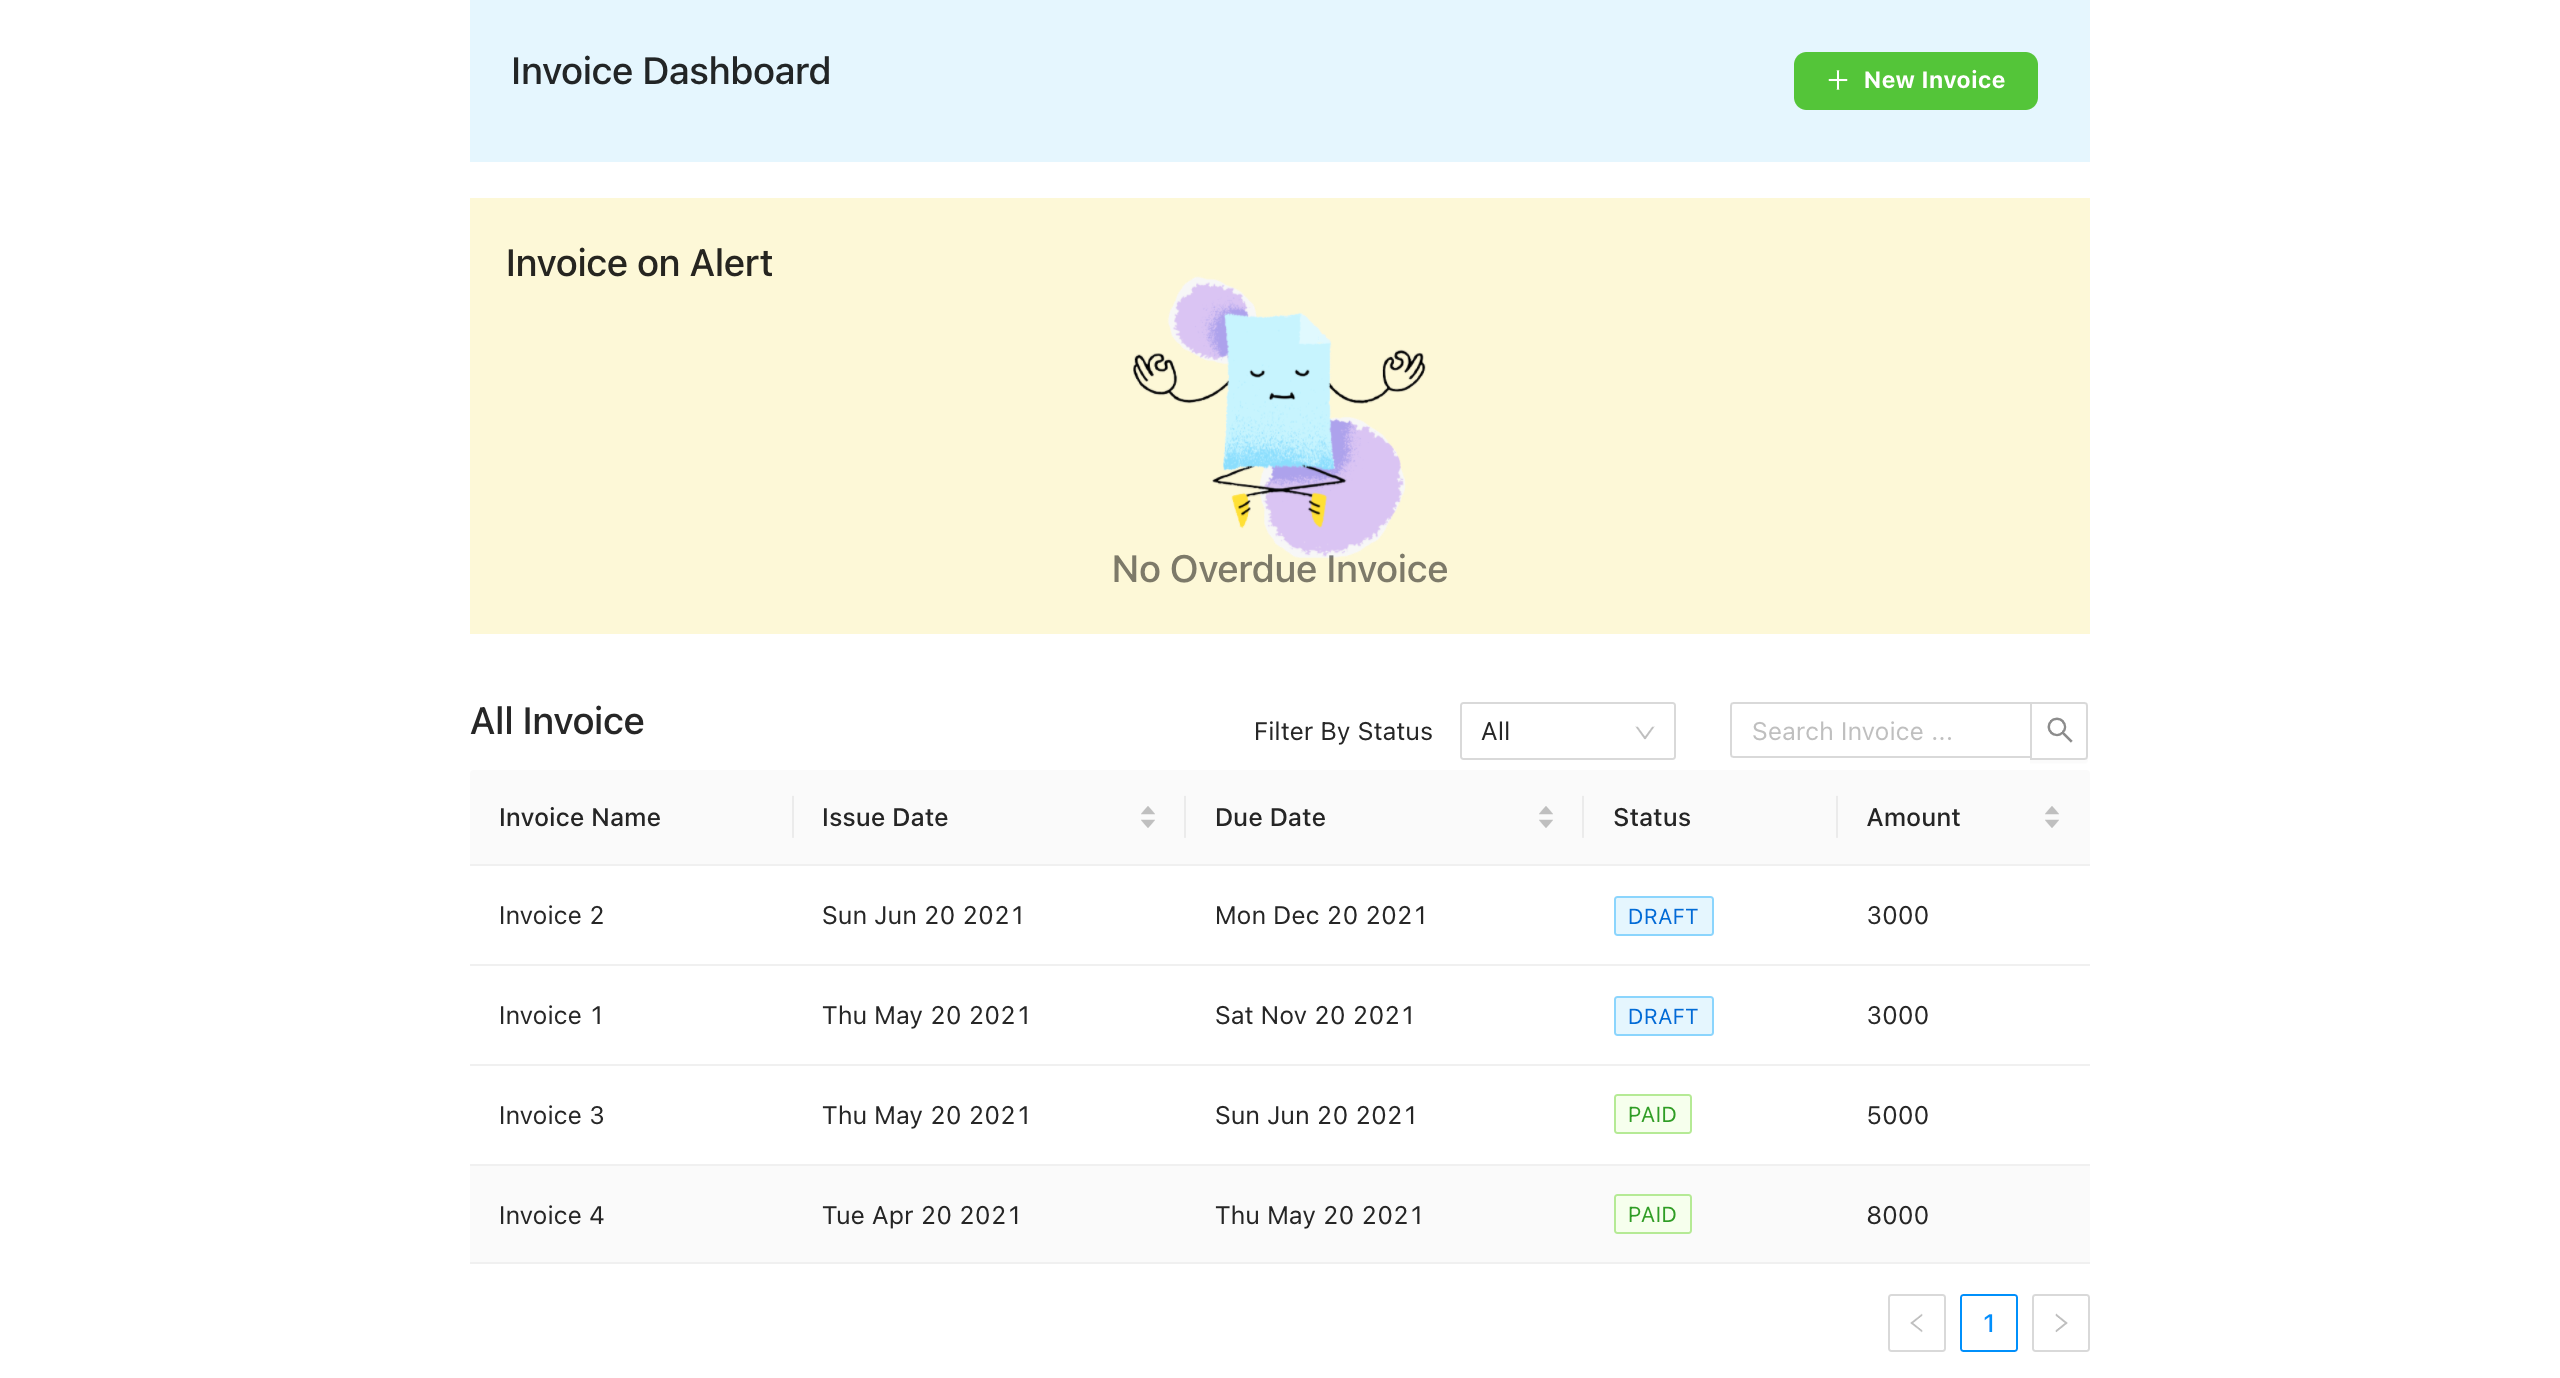 Invoice Dashboard
New Invoice
Invoice on Alert
No Overdue Invoice
All Invoice
Filter By Status All Search Invoice ...
Invoice Name Issue Date Due Date Status Amount
Invoice 2 Sun Jun 20 2021 Mon Dec 20 2021 DRAFT 3000
Invoice 1 Thu May 20 2021 Sat Nov 20 2021 DRAFT 3000
Invoice 3 Thu May 20 2021 Sun Jun 20 2021 PAID 5000
Invoice 4 Tue Apr 20 2021 Thu May 20 2021 PAID 8000
1